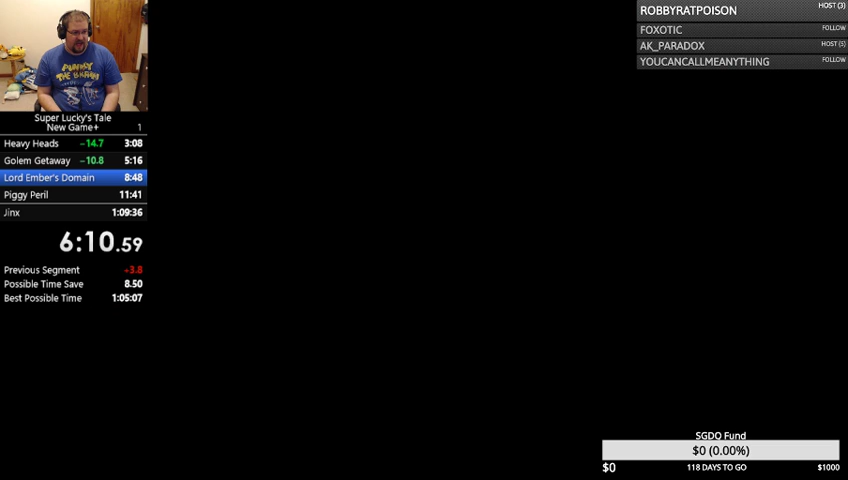 ROBBYRATPOISON HOST (3)
FOXOTIC FOLLOW
AK_PARADOX HOST (5)
YOUCANCALLMEANYTHING FOLLOW
Super Lucky's Tale
New Game+ 1
Heavy Heads -14.7 3:08
Golem Getaway -10.8 5:16
Lord Ember's Domain 8:48
Piggy Peril 11:41
Jinx 1:09:36
6:10.59
Previous Segment -3.8
Possible Time Save 8.50
Best Possible Time 1:05:07
SGDQ Fund
$0 (0.00%)
$0 118 DAYS TO GO $1000